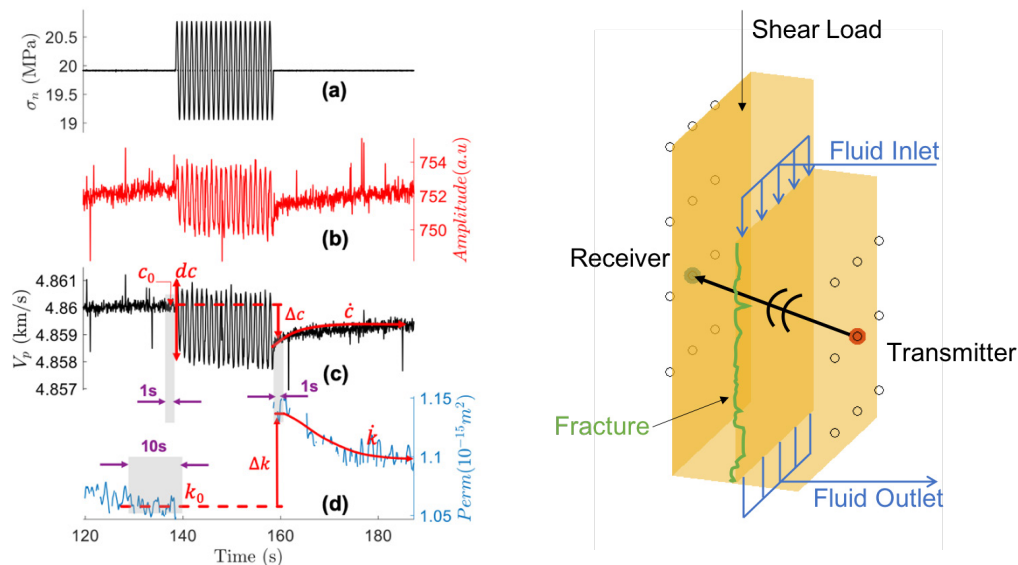 20.5
20
19.5
19
σn (MPa)
(a)
754
752
750
Amplitude(a.u)
(b)
4.861
4.86
4.859
4.858
4.857
Vp (km/s)
c0
dc
Δc
ċ
(c)
1s
1s
10s
k0
Δk
k̇
(d)
1.15
1.1
1.05
Perm(10⁻¹⁵m²)
120
140
160
180
Time (s)
Shear Load
Fluid Inlet
Receiver
Transmitter
Fracture
Fluid Outlet